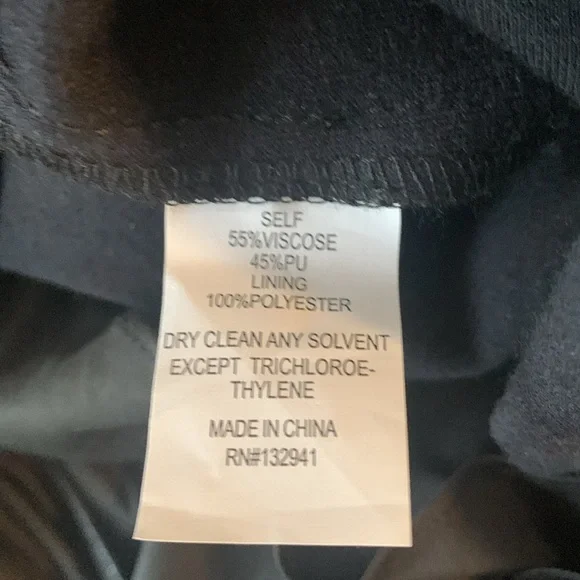 SELF
55%VISCOSE
45%PU
LINING
100%POLYESTER
DRY CLEAN ANY SOLVENT
EXCEPT TRICHLOROE-
THYLENE
MADE IN CHINA
RN#132941